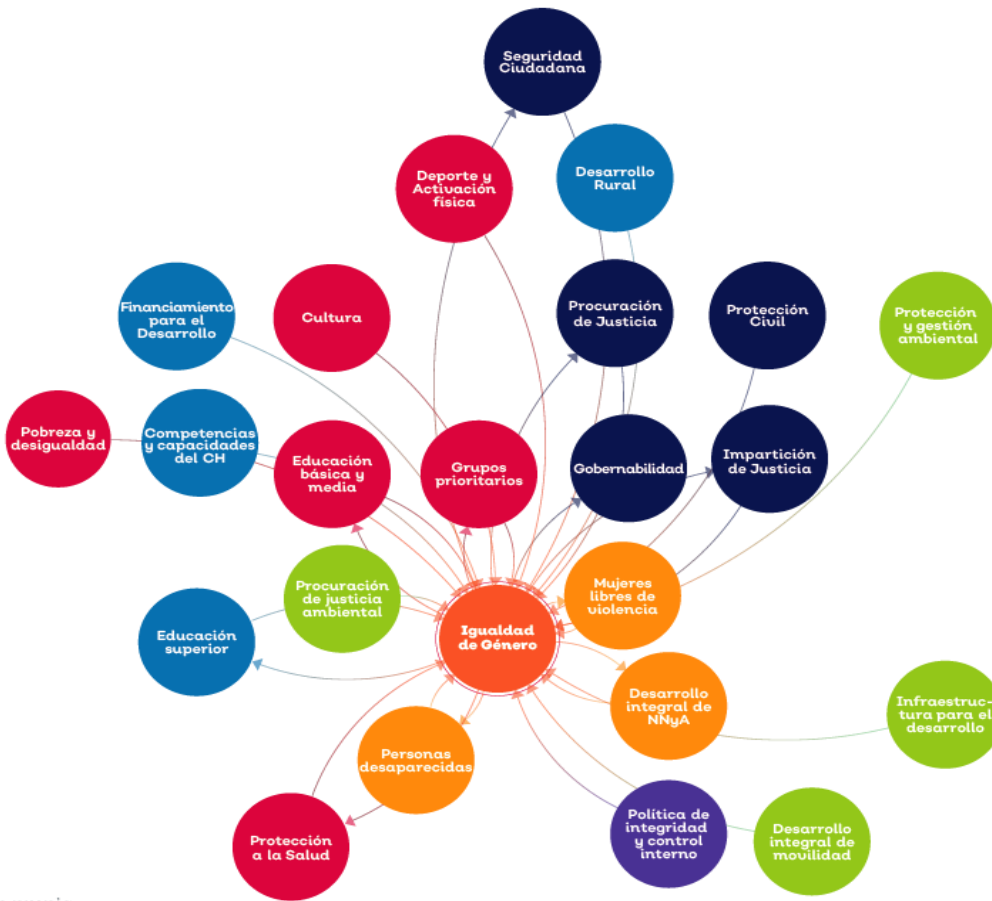 Seguridad
Ciudadana
Deporte y
Activación
física
Desarrollo
Rural
Financiamiento
para el
Desarrollo
Cultura
Procuración
de Justicia
Protección
Civil
Protección
y gestión
ambiental
Pobreza y
desigualdad
Competencias
y capacidades
del CH
Educación
básica y
media
Grupos
prioritarios
Gobernabilidad
Impartición
de Justicia
Procuración
de justicia
ambiental
Mujeres
libres de
violencia
Educación
superior
Igualdad
de Género
Desarrollo
integral de
NNyA
Infraestruc-
tura para el
desarrollo
Personas
desaparecidas
Protección
a la Salud
Política de
integridad
y control
interno
Desarrollo
integral de
movilidad